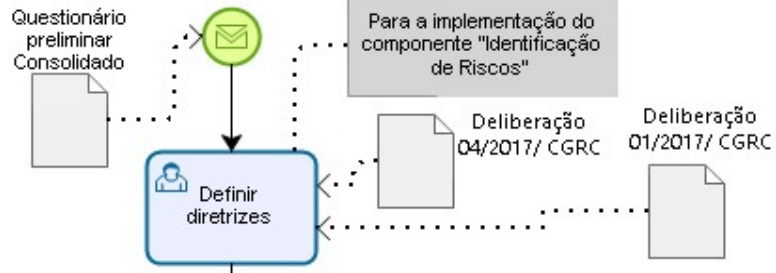 Questionário
preliminar
Consolidado
Para a implementação do
componente "Identificação
de Riscos"
Deliberação
04/2017/ CGRC
Deliberação
01/2017/ CGRC
Definir
diretrizes